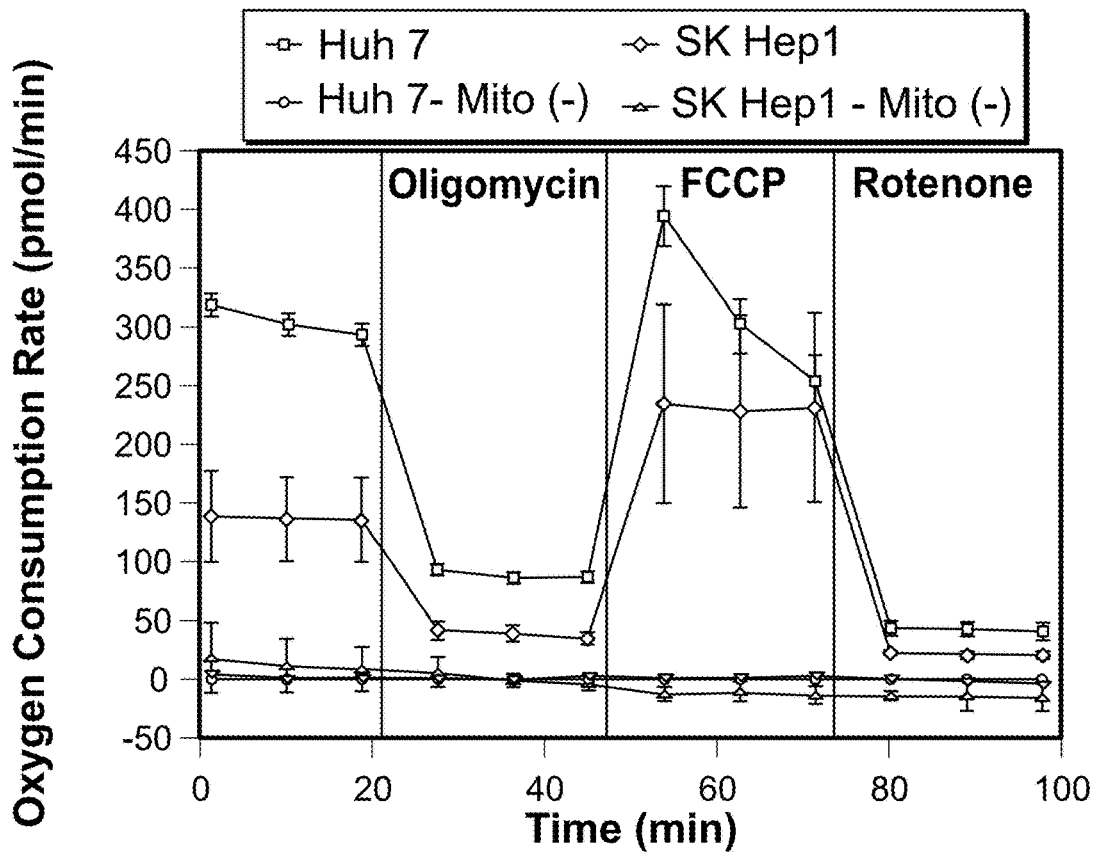 Huh 7
SK Hep1
Huh 7- Mito (-)
SK Hep1 - Mito (-)
Oxygen Consumption Rate (pmol/min)
450
400
350
300
250
200
150
100
50
0
-50
Oligomycin
FCCP
Rotenone
0
20
40
60
80
100
Time (min)